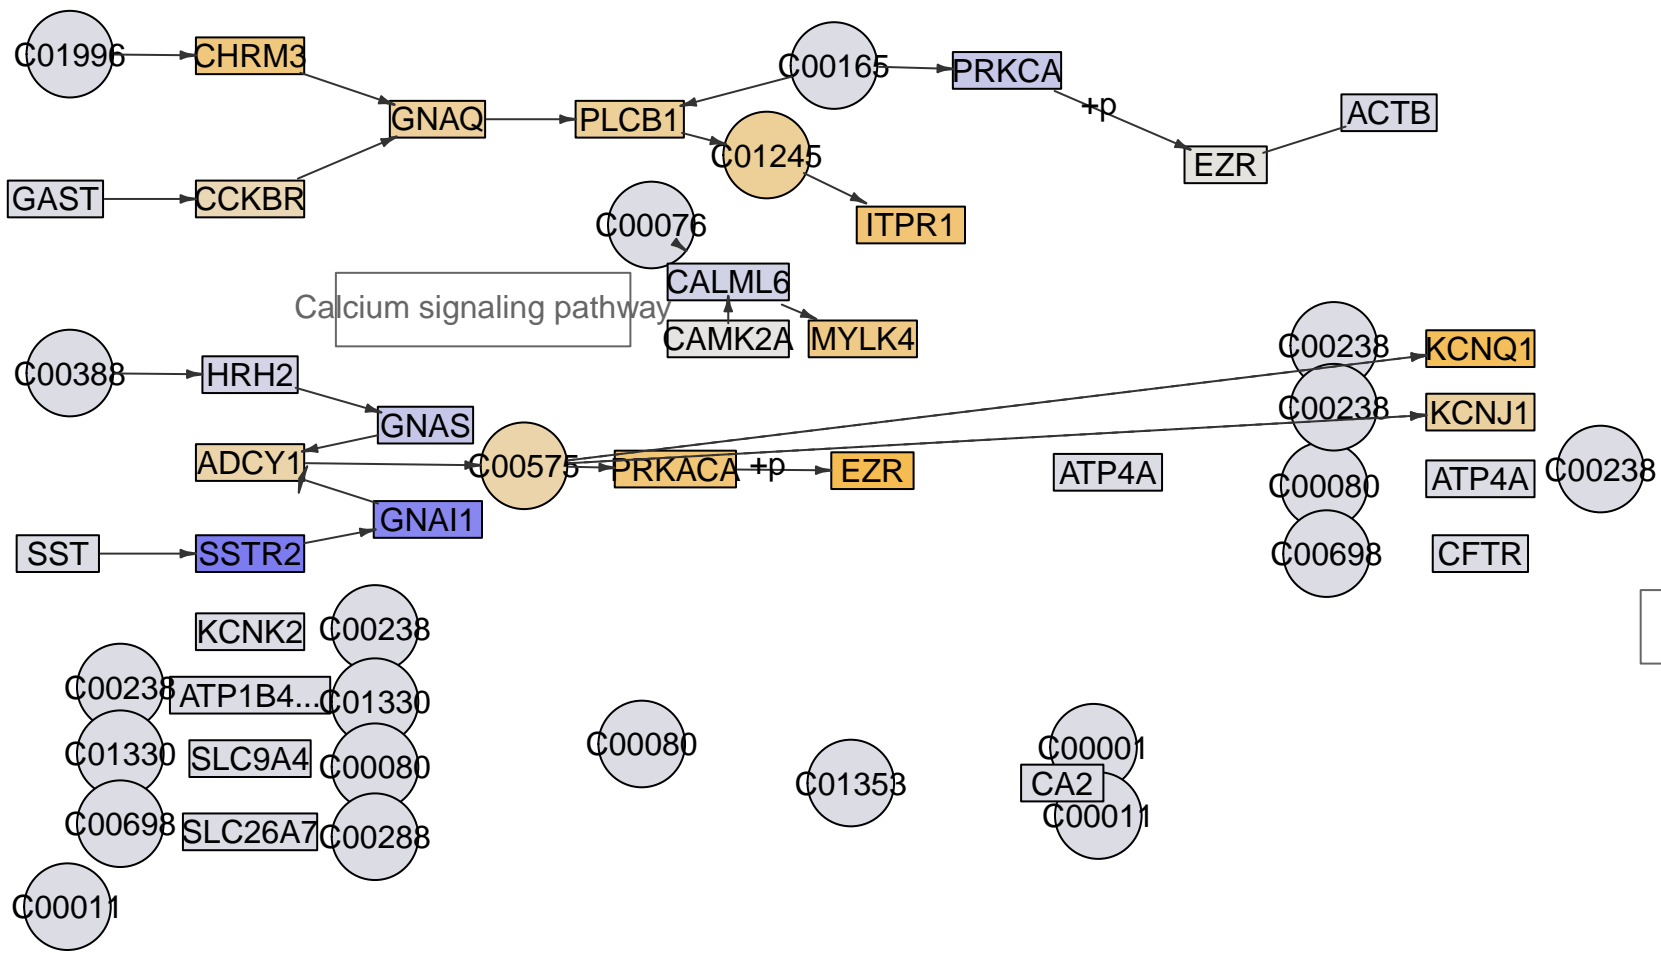 C01996
CHRM3
C00165
PRKCA
+p
ACTB
GNAQ
PLCB1
C01245
EZR
GAST
CCKBR
C00076
ITPR1
CALML6
Calcium signaling pathway
CAMK2A
MYLK4
C00238
KCNQ1
C00388
HRH2
C00238
KCNJ1
GNAS
ADCY1
C00575
PRKACA
+p
EZR
ATP4A
C00080
ATP4A
C00238
GNAI1
SST
SSTR2
C00698
CFTR
KCNK2
C00238
C00238
ATP1B4...
C01330
C01330
SLC9A4
C00080
C00080
C01353
C00001
CA2
C00011
C00698
SLC26A7
C00288
C00011